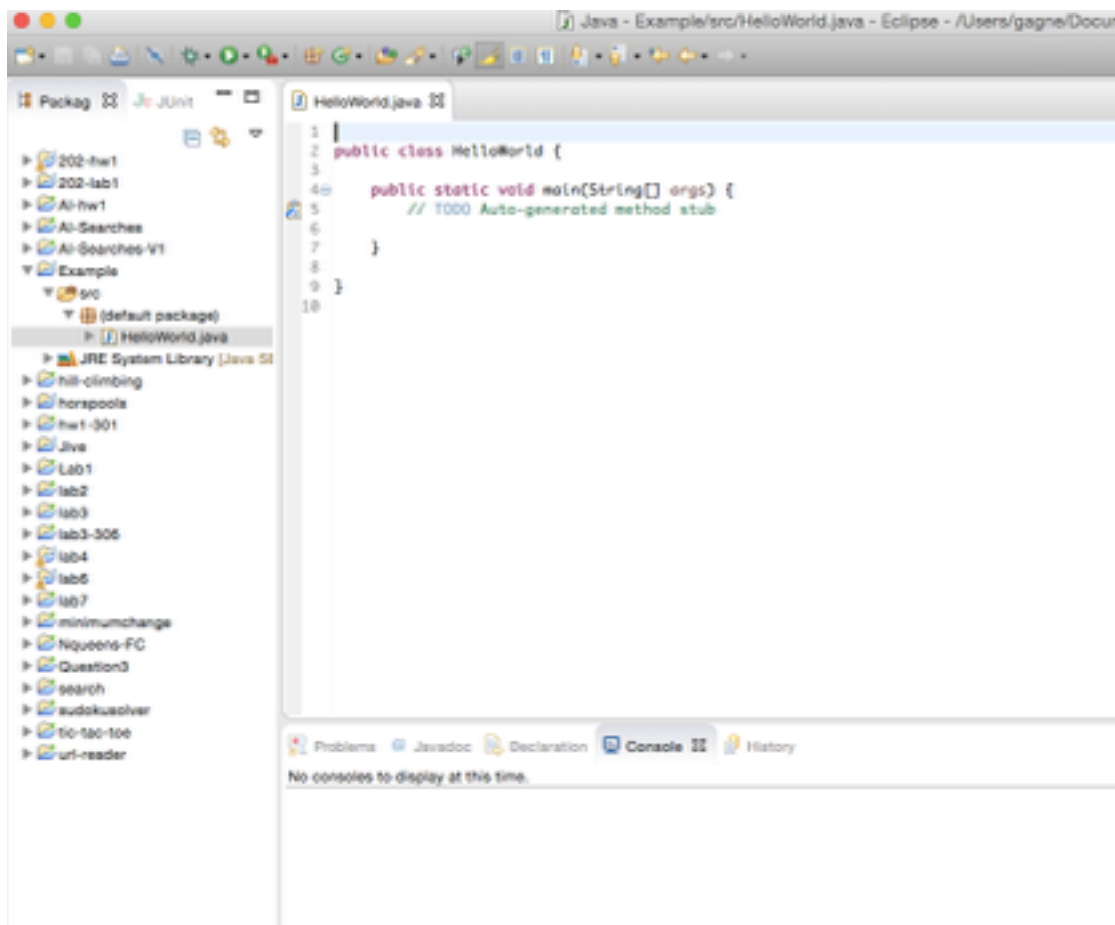 Java - Example/src/HelloWorld.java - Eclipse - /Users/gagne/Docu
Packag
JUnit
202-hw1
202-lab1
AI-hw1
AI-Searches
AI-Searches-V1
Example
src
(default package)
HelloWorld.java
JRE System Library [Java SE
hill-climbing
horspools
hw1-301
Jive
Lab1
lab2
lab3
lab3-306
lab4
lab6
lab7
minimumchange
Nqueens-FC
Question3
search
sudokusolver
tic-tac-toe
url-reader
HelloWorld.java
1
2 public class HelloWorld {
3
4 public static void main(String[] args) {
5 // TODO Auto-generated method stub
6
7 }
8
9 }
10
Problems Javadoc Declaration Console History
No consoles to display at this time.